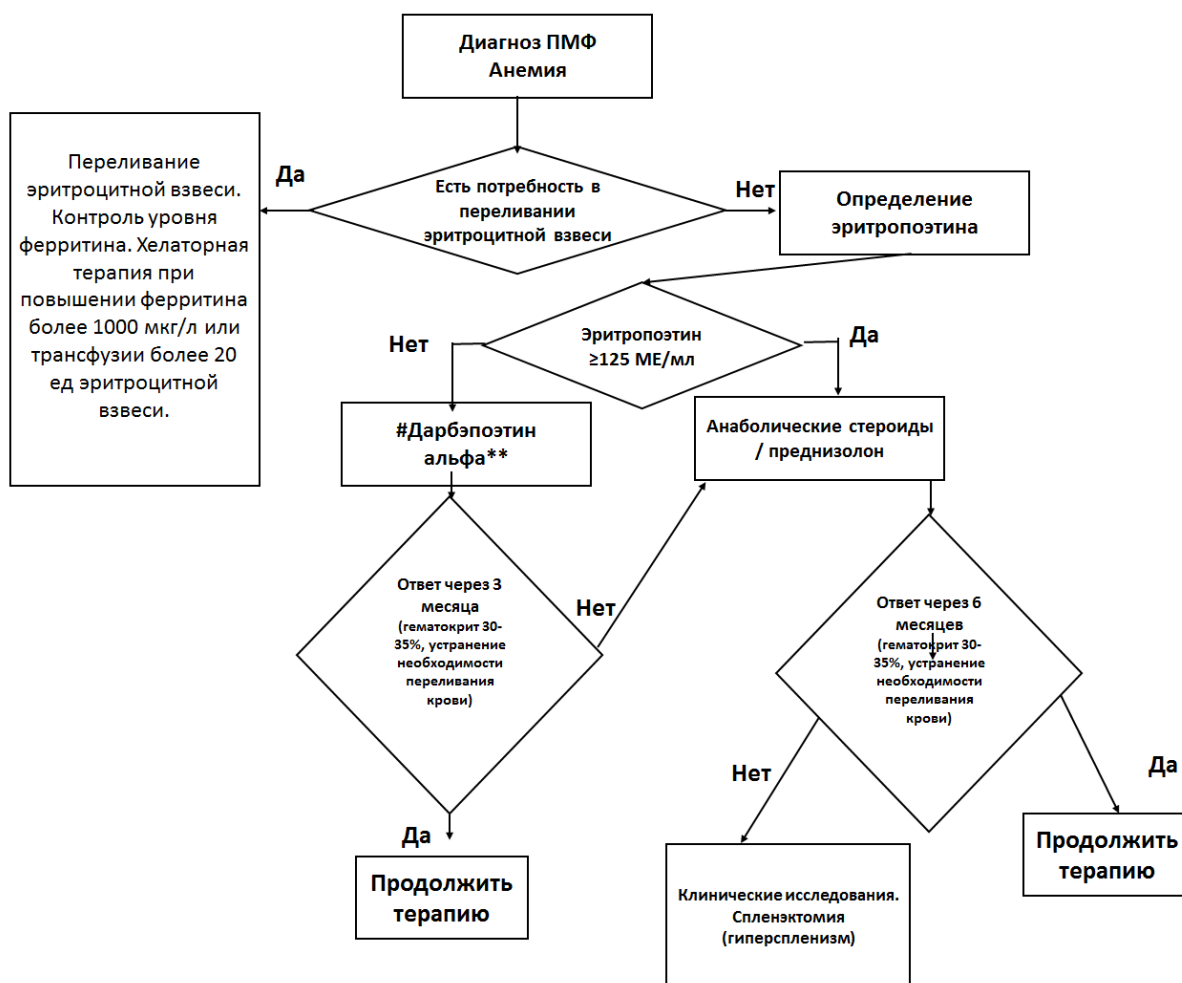 Диагноз ПМФ
Анемия
Переливание
эритроцитной взвеси.
Контроль уровня
ферритина. Хелаторная
терапия при
повышении ферритина
более 1000 мкг/л или
трансфузии более 20
ед эритроцитной
взвеси.
Да
Есть потребность в
переливании
эритроцитной взвеси
Нет
Определение
эритропоэтина
Нет
Эритропоэтин
≥125 МЕ/мл
Да
#Дарбэпоэтин
альфа**
Анаболические стероиды
/ преднизолон
Ответ через 3
месяца
(гематокрит 30-
35%, устранение
необходимости
переливания
крови)
Нет
Ответ через 6
месяцев
(гематокрит 30-
35%, устранение
необходимости
переливания
крови)
Да
Продолжить
терапию
Нет
Клинические исследования.
Спленэктомия
(гиперспленизм)
Да
Продолжить
терапию